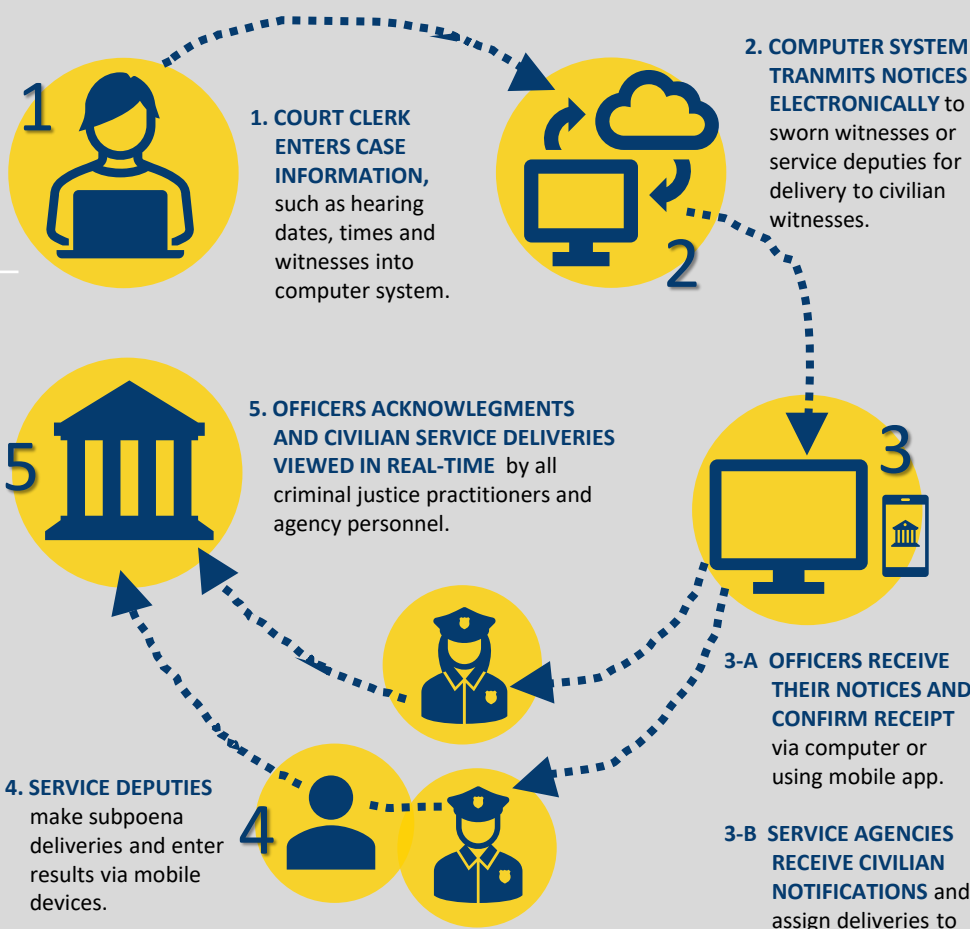 1
1. COURT CLERK
ENTERS CASE
INFORMATION,
such as hearing
dates, times and
witnesses into
computer system.
2
2. COMPUTER SYSTEM
TRANMITS NOTICES
ELECTRONICALLY to
sworn witnesses or
service deputies for
delivery to civilian
witnesses.
3
3-A OFFICERS RECEIVE
THEIR NOTICES AND
CONFIRM RECEIPT
via computer or
using mobile app.
3-B SERVICE AGENCIES
RECEIVE CIVILIAN
NOTIFICATIONS and
assign deliveries to
4
4. SERVICE DEPUTIES
make subpoena
deliveries and enter
results via mobile
devices.
5
5. OFFICERS ACKNOWLEGMENTS
AND CIVILIAN SERVICE DELIVERIES
VIEWED IN REAL-TIME by all
criminal justice practitioners and
agency personnel.